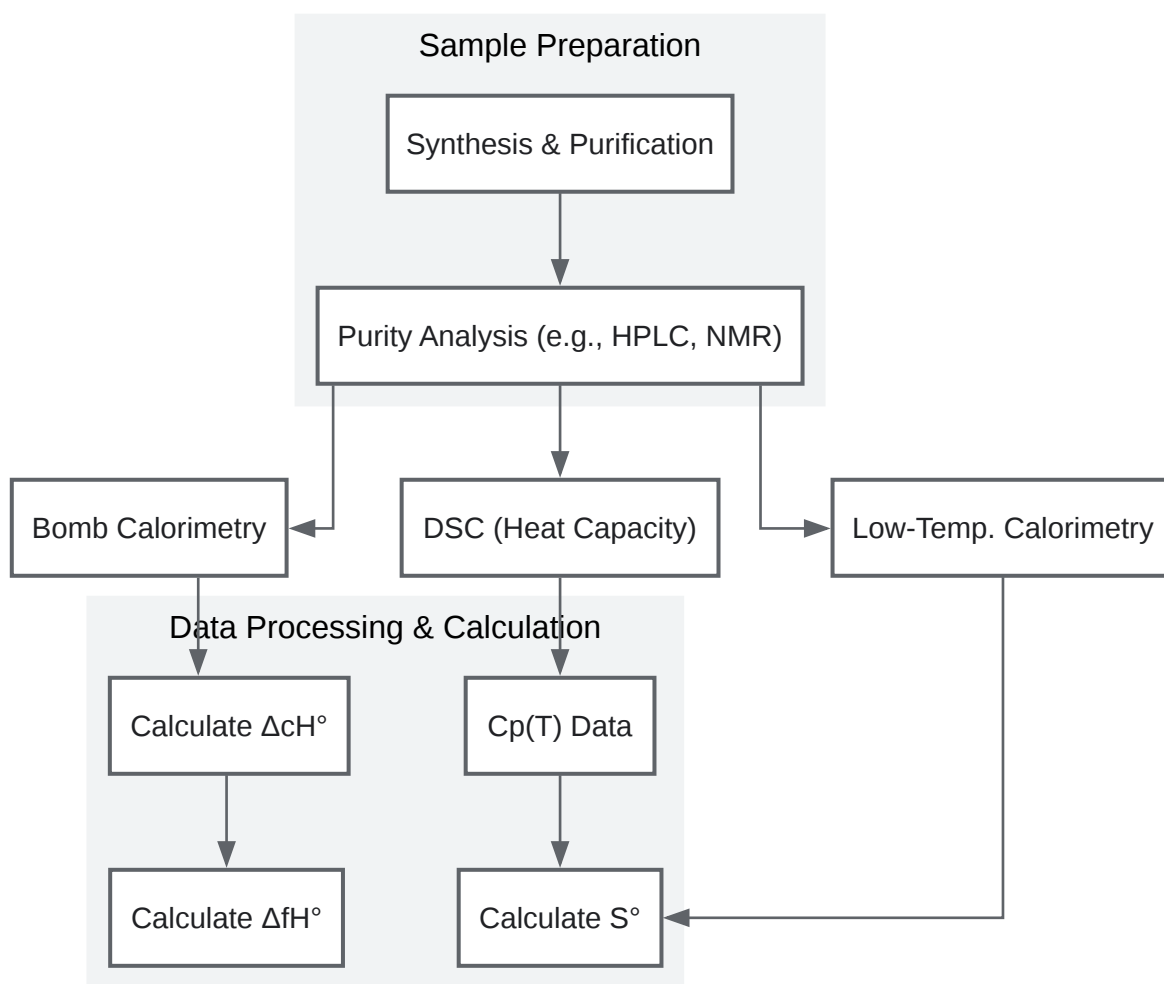 Sample Preparation
Synthesis & Purification
Purity Analysis (e.g., HPLC, NMR)
Bomb Calorimetry
DSC (Heat Capacity)
Low-Temp. Calorimetry
Data Processing & Calculation
Calculate ΔcH°
Cp(T) Data
Calculate ΔfH°
Calculate S°